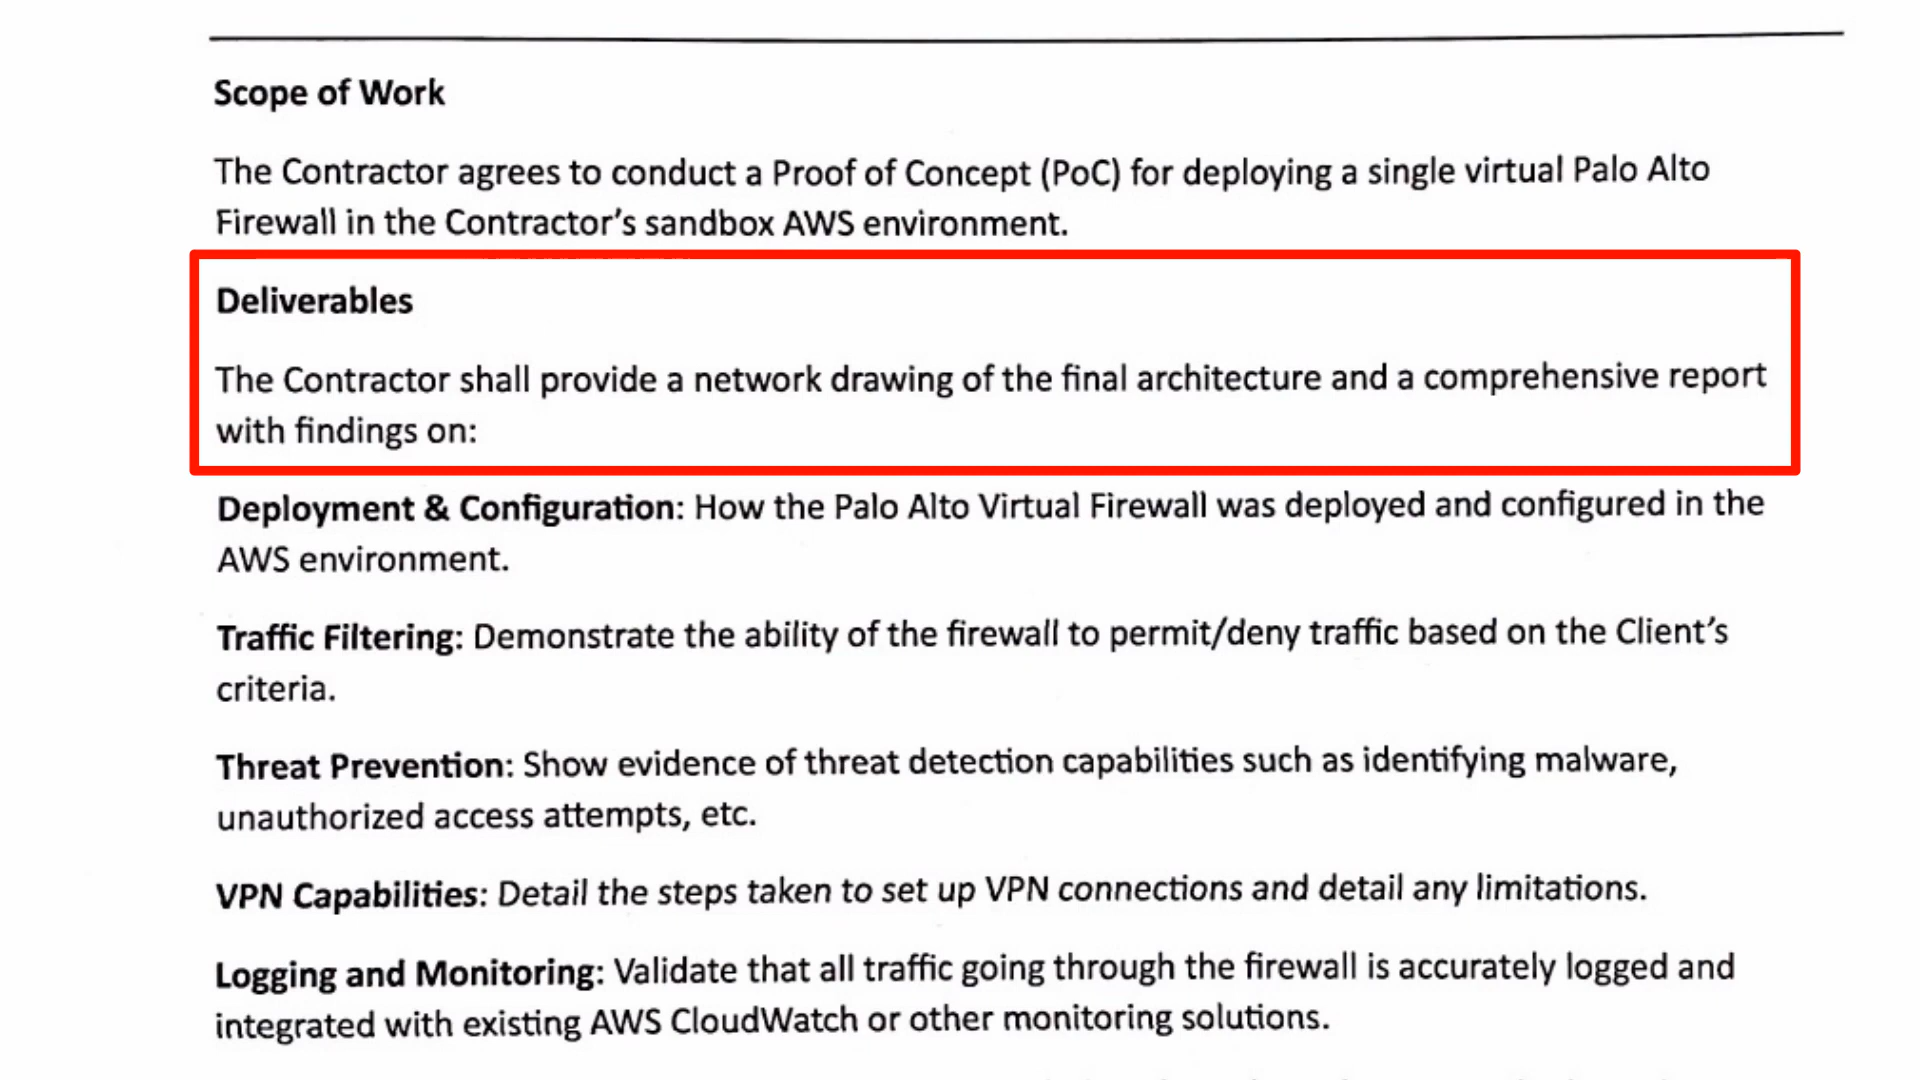 Scope of Work
The Contractor agrees to conduct a Proof of Concept (PoC) for deploying a single virtual Palo Alto
Firewall in the Contractor’s sandbox AWS environment.
Deliverables
The Contractor shall provide a network drawing of the final architecture and a comprehensive report
with findings on:
Deployment & Configuration: How the Palo Alto Virtual Firewall was deployed and configured in the
AWS environment.
Traffic Filtering: Demonstrate the ability of the firewall to permit/deny traffic based on the Client’s
criteria.
Threat Prevention: Show evidence of threat detection capabilities such as identifying malware,
unauthorized access attempts, etc.
VPN Capabilities: Detail the steps taken to set up VPN connections and detail any limitations.
Logging and Monitoring: Validate that all traffic going through the firewall is accurately logged and
integrated with existing AWS CloudWatch or other monitoring solutions.